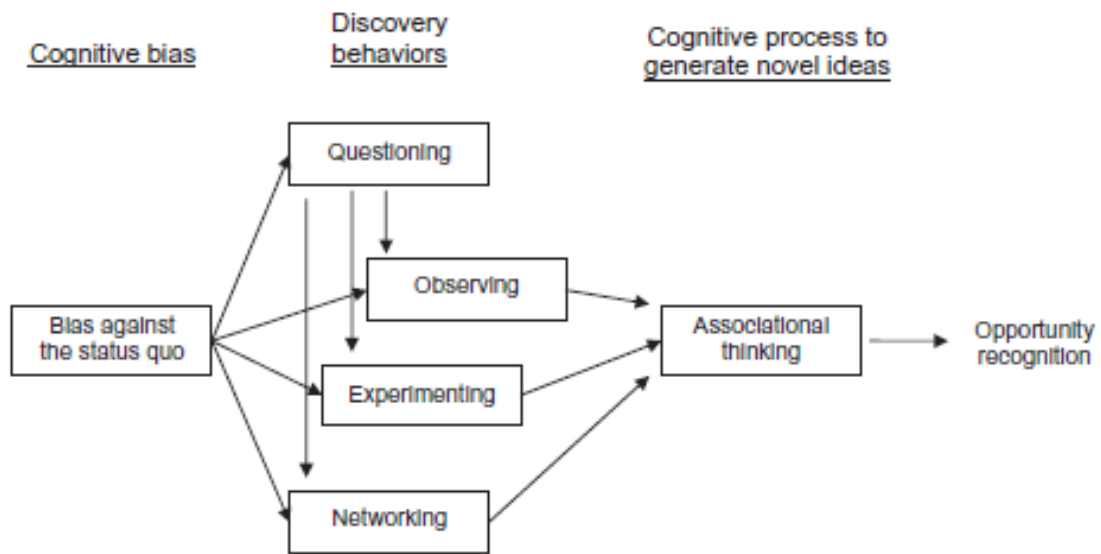 Cognitive bias
Discovery
behaviors
Cognitive process to
generate novel ideas
Questioning
Observing
Bias against
the status quo
Associational
thinking
Opportunity
recognition
Experimenting
Networking